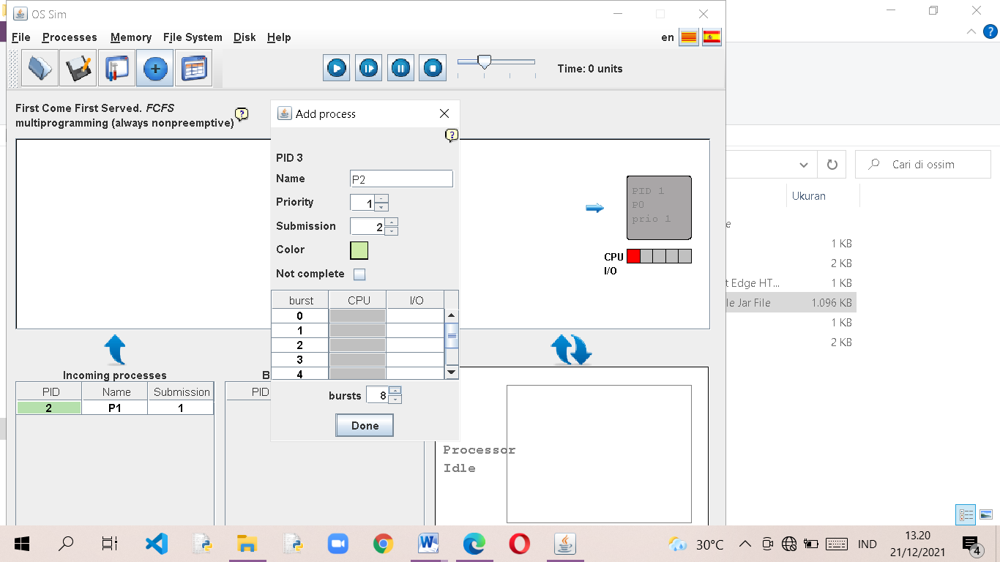 OS Sim
File Processes Memory File System Disk Help
en
Time: 0 units
First Come First Served. FCFS
multiprogramming (always nonpreemptive)
Add process
PID 3
Name P2
Priority 1
Submission 2
Color
Not complete
burst CPU I/O
0
1
2
3
4
bursts 8
Done
PID 1
P0
prio 1
CPU
I/O
Incoming processes
PID Name Submission
2 P1 1
B
PID
Processor
Idle
Cari di ossim
Ukuran
e
1 KB
2 KB
t Edge HT... 1 KB
le Jar File 1.096 KB
1 KB
2 KB
30°C
IND
13.20
21/12/2021
4